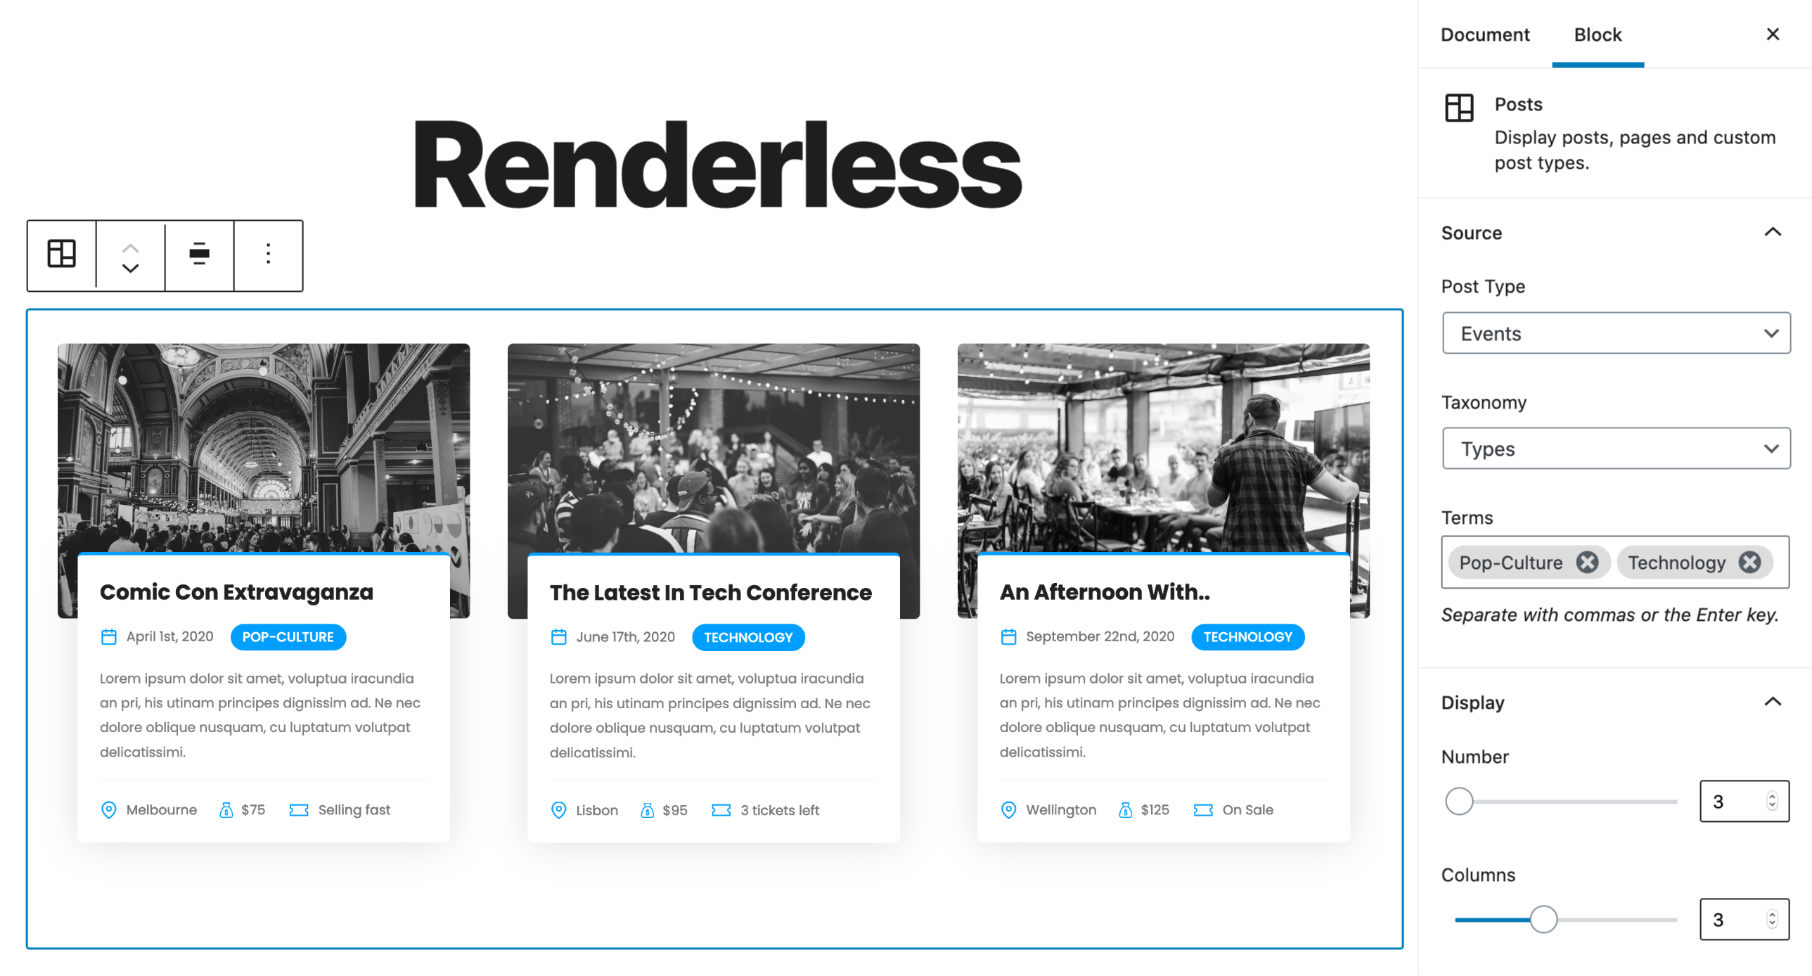 Renderless
Comic Con Extravaganza
April 1st, 2020 POP-CULTURE
Lorem ipsum dolor sit amet, voluptua iracundia
an pri, his utinam principes dignissim ad. Ne nec
dolore oblique nusquam, cu luptatum volutpat
delicatissimi.
Melbourne $75 Selling fast
The Latest In Tech Conference
June 17th, 2020 TECHNOLOGY
Lorem ipsum dolor sit amet, voluptua iracundia
an pri, his utinam principes dignissim ad. Ne nec
dolore oblique nusquam, cu luptatum volutpat
delicatissimi.
Lisbon $95 3 tickets left
An Afternoon With..
September 22nd, 2020 TECHNOLOGY
Lorem ipsum dolor sit amet, voluptua iracundia
an pri, his utinam principes dignissim ad. Ne nec
dolore oblique nusquam, cu luptatum volutpat
delicatissimi.
Wellington $125 On Sale
Document Block
Posts
Display posts, pages and custom
post types.
Source
Post Type
Events
Taxonomy
Types
Terms
Pop-Culture Technology
Separate with commas or the Enter key.
Display
Number
3
Columns
3